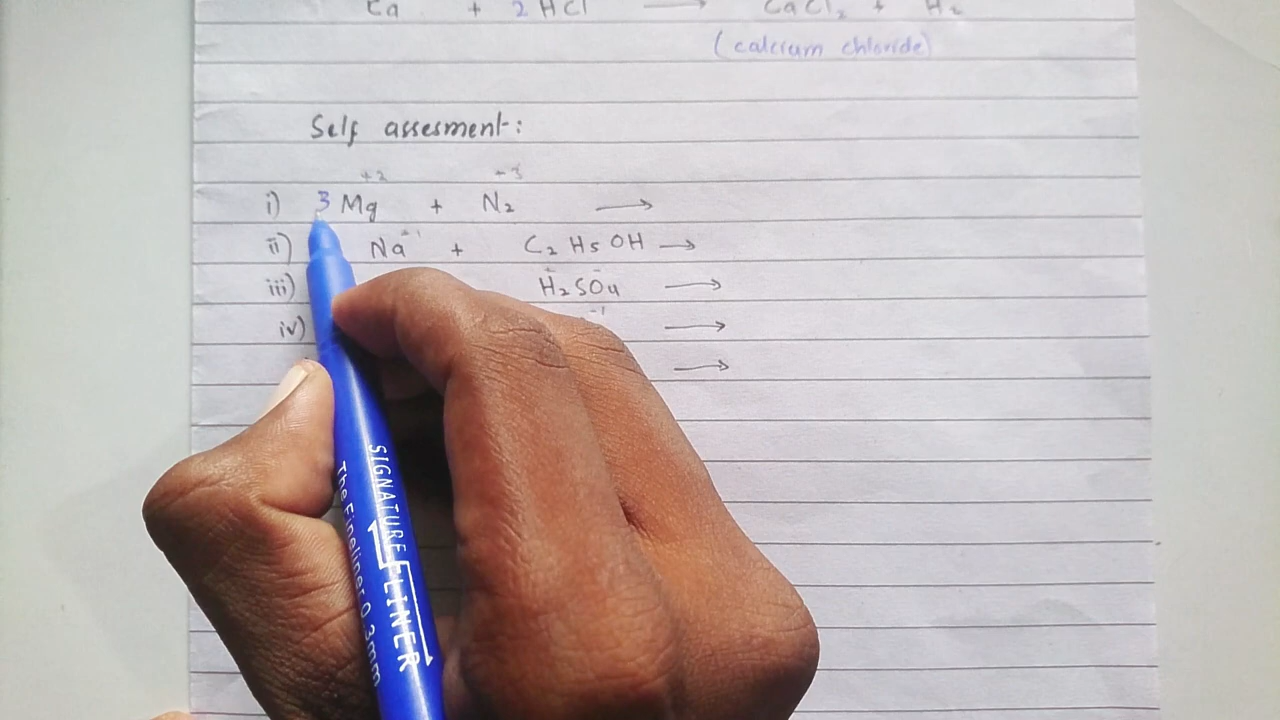 Ca + 2 HCl ⟶ CaCl₂ + H₂
(calcium chloride)
Self assesment:
+2 -3
i) 3 Mg + N₂ ⟶
ii) Na + C₂H₅OH ⟶
iii) H₂SO₄ ⟶
iv) -1 ⟶
⟶
SIGNATURE FLINER
The Fineliner 0.3mm